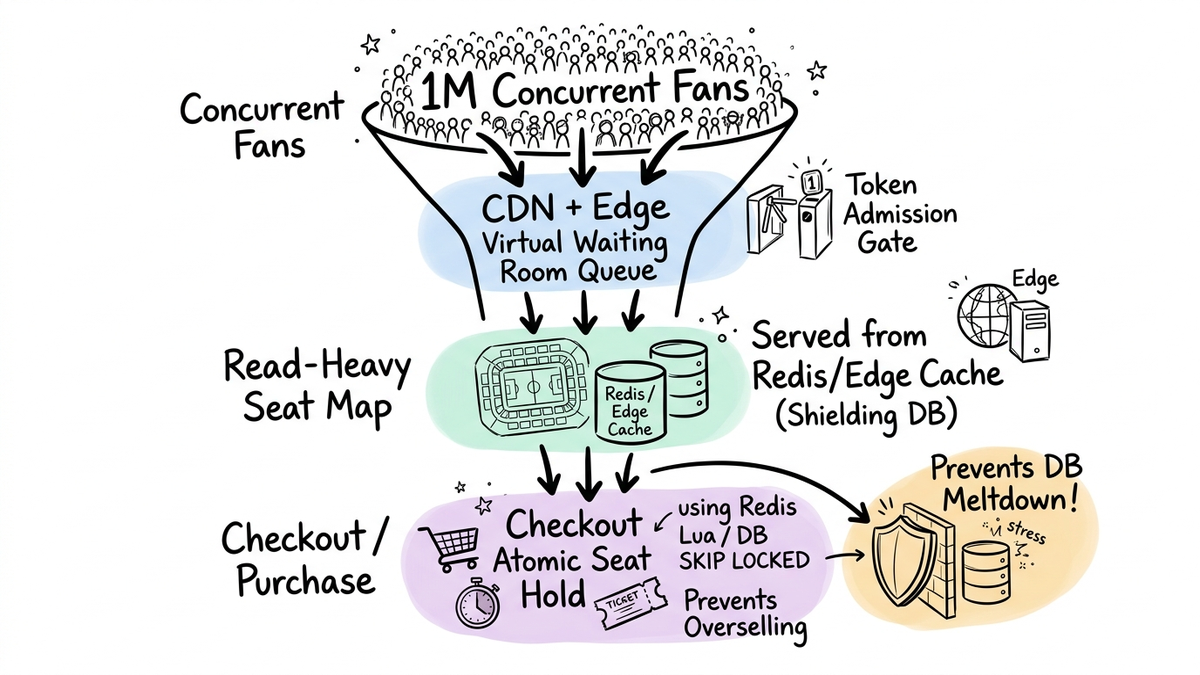 1M Concurrent Fans
Concurrent
Fans
CDN + Edge
Virtual Waiting
Room Queue
1
Token
Admission
Gate
Edge
Read-Heavy
Seat Map
Redis/
Edge
Cache
Served from
Redis/Edge Cache
(Shielding DB)
Checkout /
Purchase
Checkout
Atomic Seat
Hold
TICKET
using Redis
Lua / DB
SKIP LOCKED
Prevents
Overselling
Prevents DB
Meltdown!
stress